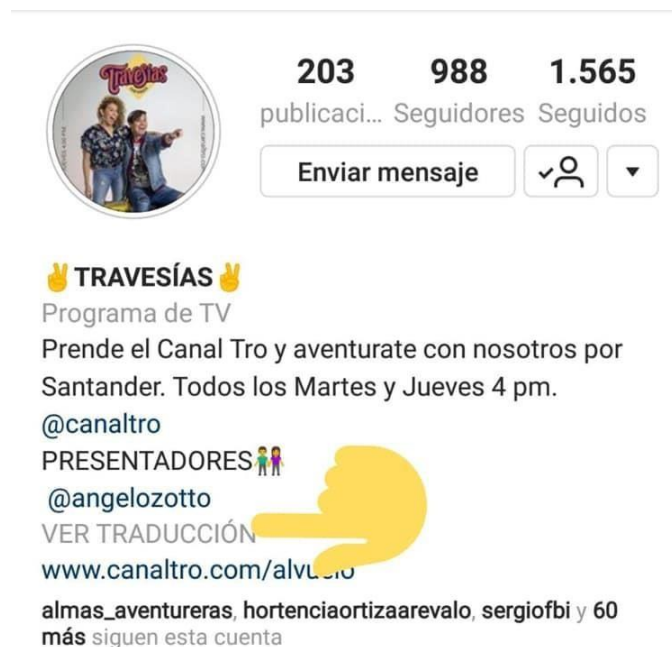 Travesías
203 988 1.565
publicaci... Seguidores Seguidos
Enviar mensaje
TRAVESÍAS
Programa de TV
Prende el Canal Tro y aventurate con nosotros por
Santander. Todos los Martes y Jueves 4 pm.
@canaltro
PRESENTADORES
@angelozotto
VER TRADUCCIÓN
www.canaltro.com/alvuelo
almas_aventureras, hortenciaortizaarevalo, sergiofbi y 60
más siguen esta cuenta